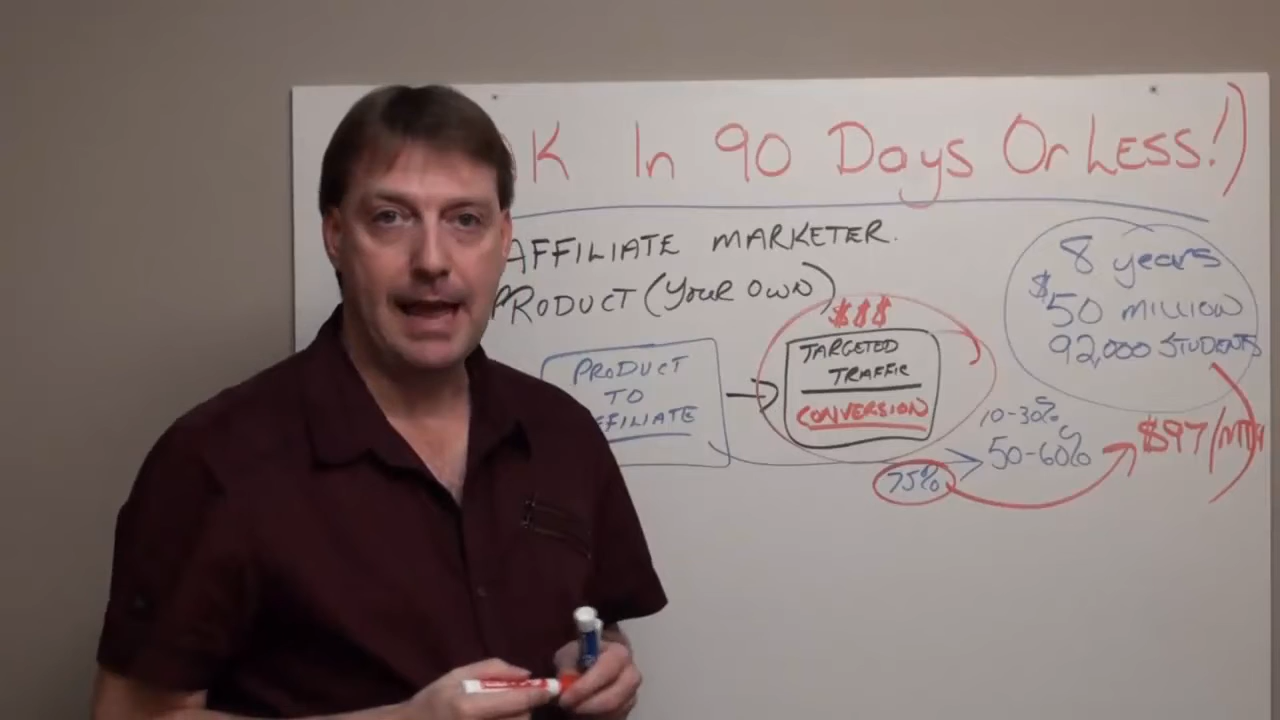 K In 90 Days Or Less!)
AFFILIATE MARKETER.
PRODUCT (YOUR OWN)
8 years
$50 MILLION
92,000 STUDENTS
$$$
PRODUCT
TO
FFILIATE
TARGETED
TRAFFIC
CONVERSION
10-30%
50-60%
75%
$97/MTH